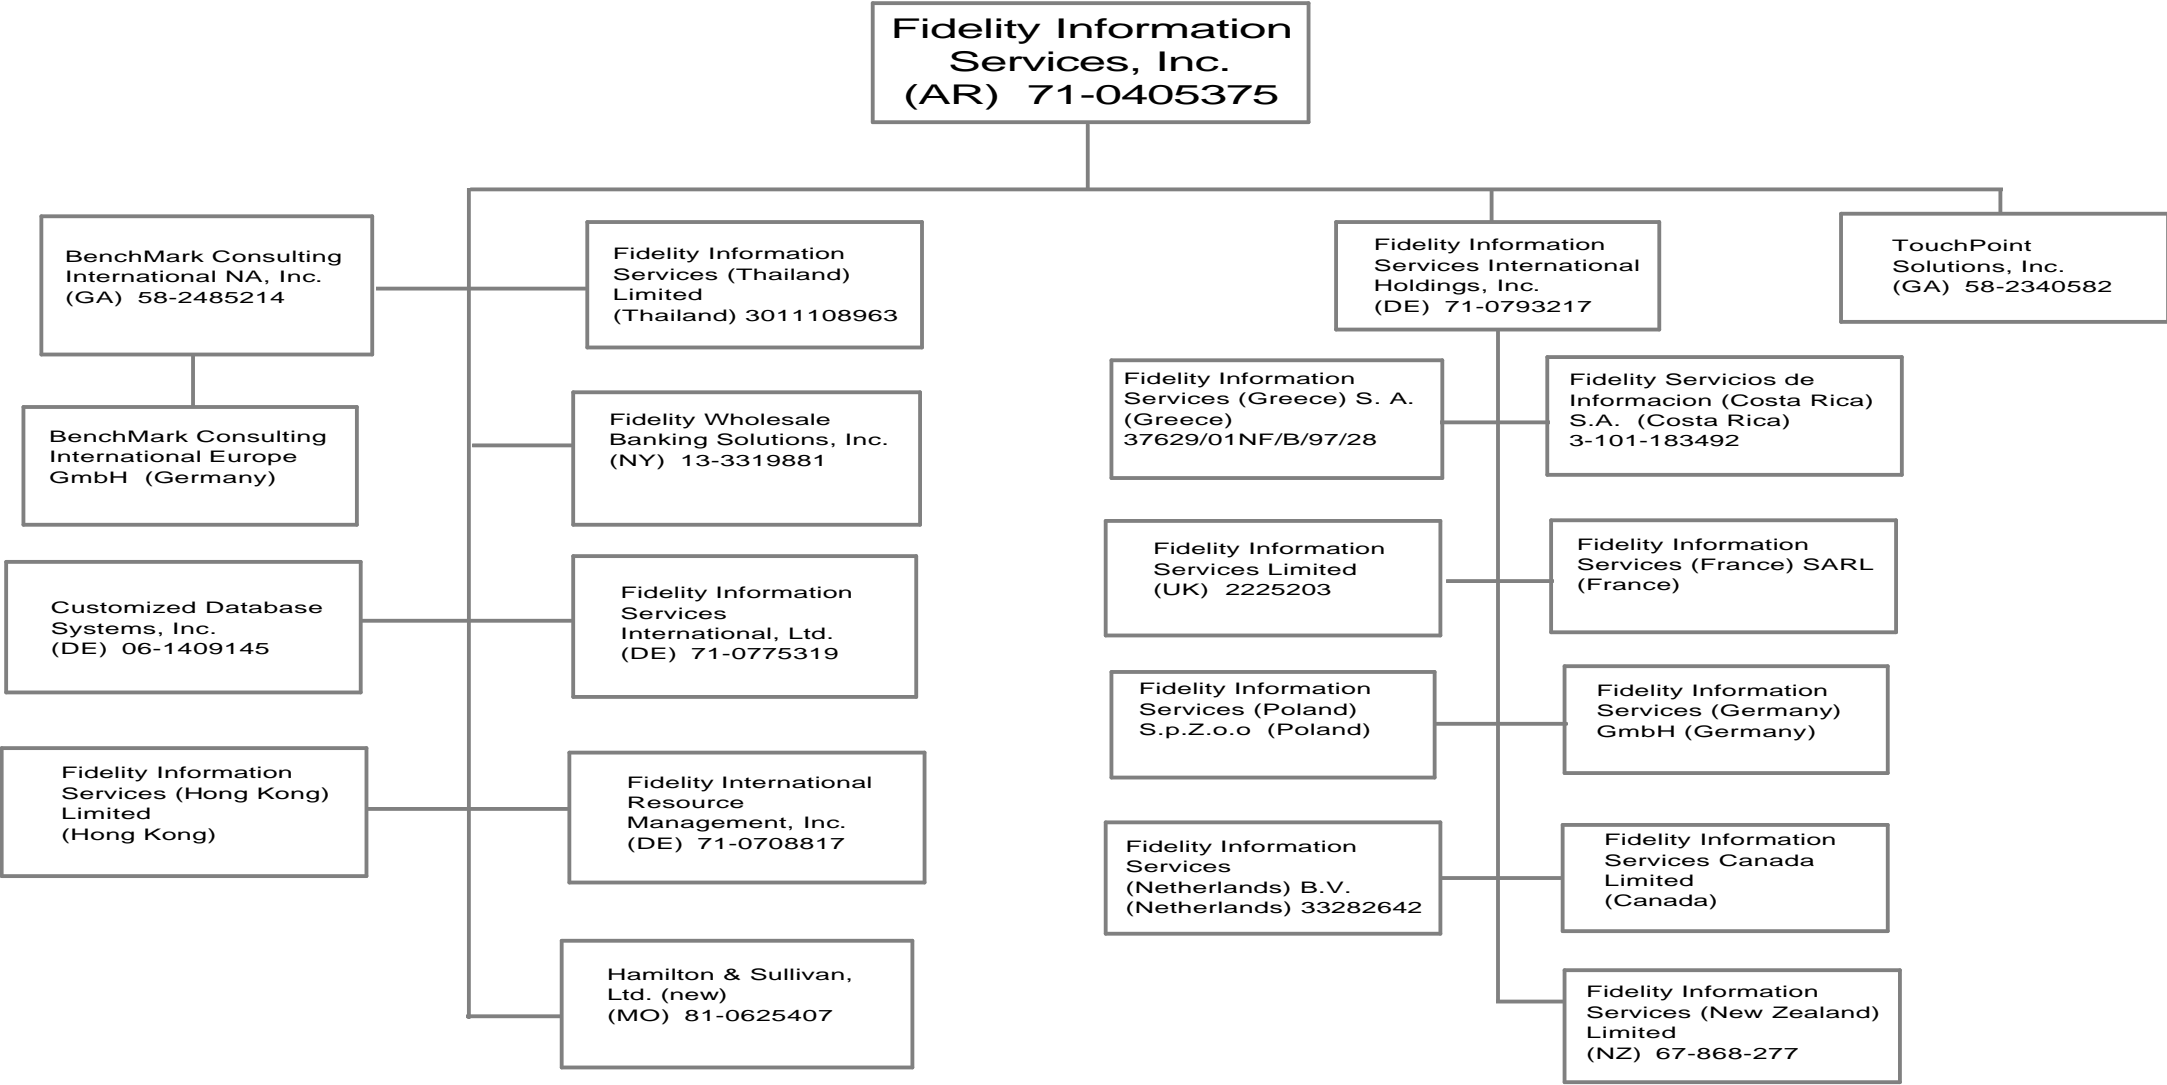 Fidelity Information
Services, Inc.
(AR) 71-0405375
BenchMark Consulting
International NA, Inc.
(GA) 58-2485214
Fidelity Information
Services (Thailand)
Limited
(Thailand) 3011108963
Fidelity Information
Services International
Holdings, Inc.
(DE) 71-0793217
TouchPoint
Solutions, Inc.
(GA) 58-2340582
BenchMark Consulting
International Europe
GmbH (Germany)
Fidelity Wholesale
Banking Solutions, Inc.
(NY) 13-3319881
Fidelity Information
Services (Greece) S. A.
(Greece)
37629/01NF/B/97/28
Fidelity Servicios de
Informacion (Costa Rica)
S.A. (Costa Rica)
3-101-183492
Customized Database
Systems, Inc.
(DE) 06-1409145
Fidelity Information
Services
International, Ltd.
(DE) 71-0775319
Fidelity Information
Services Limited
(UK) 2225203
Fidelity Information
Services (France) SARL
(France)
Fidelity Information
Services (Poland)
S.p.Z.o.o (Poland)
Fidelity Information
Services (Germany)
GmbH (Germany)
Fidelity Information
Services (Hong Kong)
Limited
(Hong Kong)
Fidelity International
Resource
Management, Inc.
(DE) 71-0708817
Fidelity Information
Services
(Netherlands) B.V.
(Netherlands) 33282642
Fidelity Information
Services Canada
Limited
(Canada)
Hamilton & Sullivan,
Ltd. (new)
(MO) 81-0625407
Fidelity Information
Services (New Zealand)
Limited
(NZ) 67-868-277